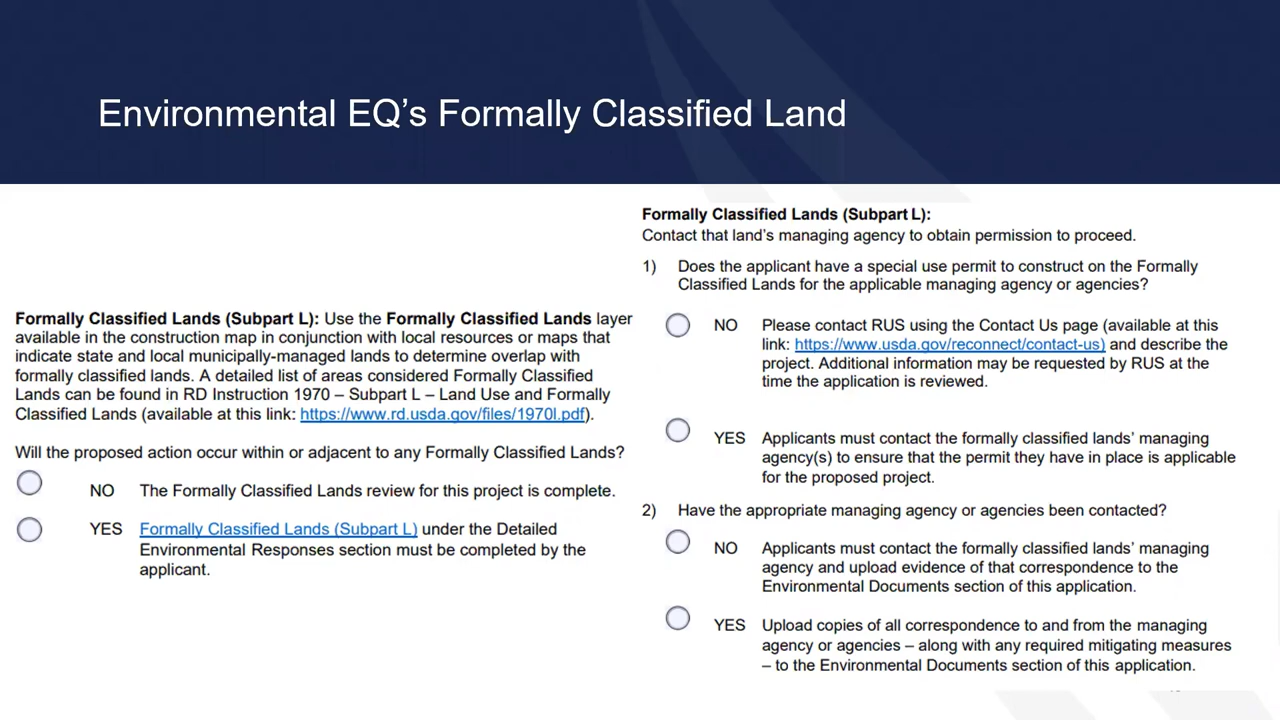 Environmental EQ's Formally Classified Land
Formally Classified Lands (Subpart L): Use the Formally Classified Lands layer
available in the construction map in conjunction with local resources or maps that
indicate state and local municipally-managed lands to determine overlap with
formally classified lands. A detailed list of areas considered Formally Classified
Lands can be found in RD Instruction 1970 – Subpart L – Land Use and Formally
Classified Lands (available at this link: https://www.rd.usda.gov/files/1970l.pdf).
Will the proposed action occur within or adjacent to any Formally Classified Lands?
NO The Formally Classified Lands review for this project is complete.
YES Formally Classified Lands (Subpart L) under the Detailed
Environmental Responses section must be completed by the
applicant.
Formally Classified Lands (Subpart L):
Contact that land's managing agency to obtain permission to proceed.
1) Does the applicant have a special use permit to construct on the Formally
Classified Lands for the applicable managing agency or agencies?
NO Please contact RUS using the Contact Us page (available at this
link: https://www.usda.gov/reconnect/contact-us) and describe the
project. Additional information may be requested by RUS at the
time the application is reviewed.
YES Applicants must contact the formally classified lands' managing
agency(s) to ensure that the permit they have in place is applicable
for the proposed project.
2) Have the appropriate managing agency or agencies been contacted?
NO Applicants must contact the formally classified lands' managing
agency and upload evidence of that correspondence to the
Environmental Documents section of this application.
YES Upload copies of all correspondence to and from the managing
agency or agencies – along with any required mitigating measures
– to the Environmental Documents section of this application.